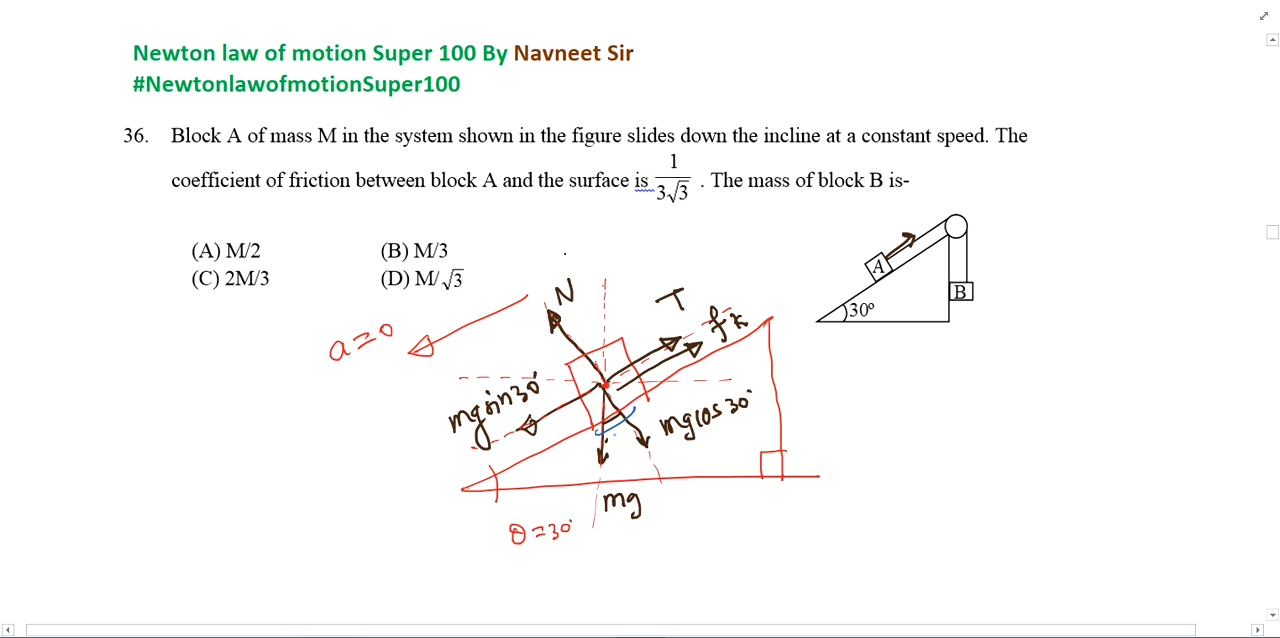 Newton law of motion Super 100 By Navneet Sir
#NewtonlawofmotionSuper100
36. Block A of mass M in the system shown in the figure slides down the incline at a constant speed. The
coefficient of friction between block A and the surface is 1/3√3 . The mass of block B is-
(A) M/2 (B) M/3
(C) 2M/3 (D) M/√3
A
B
30°
N
T
fk
a=0
mg sin30°
mg cos 30°
mg
θ=30°